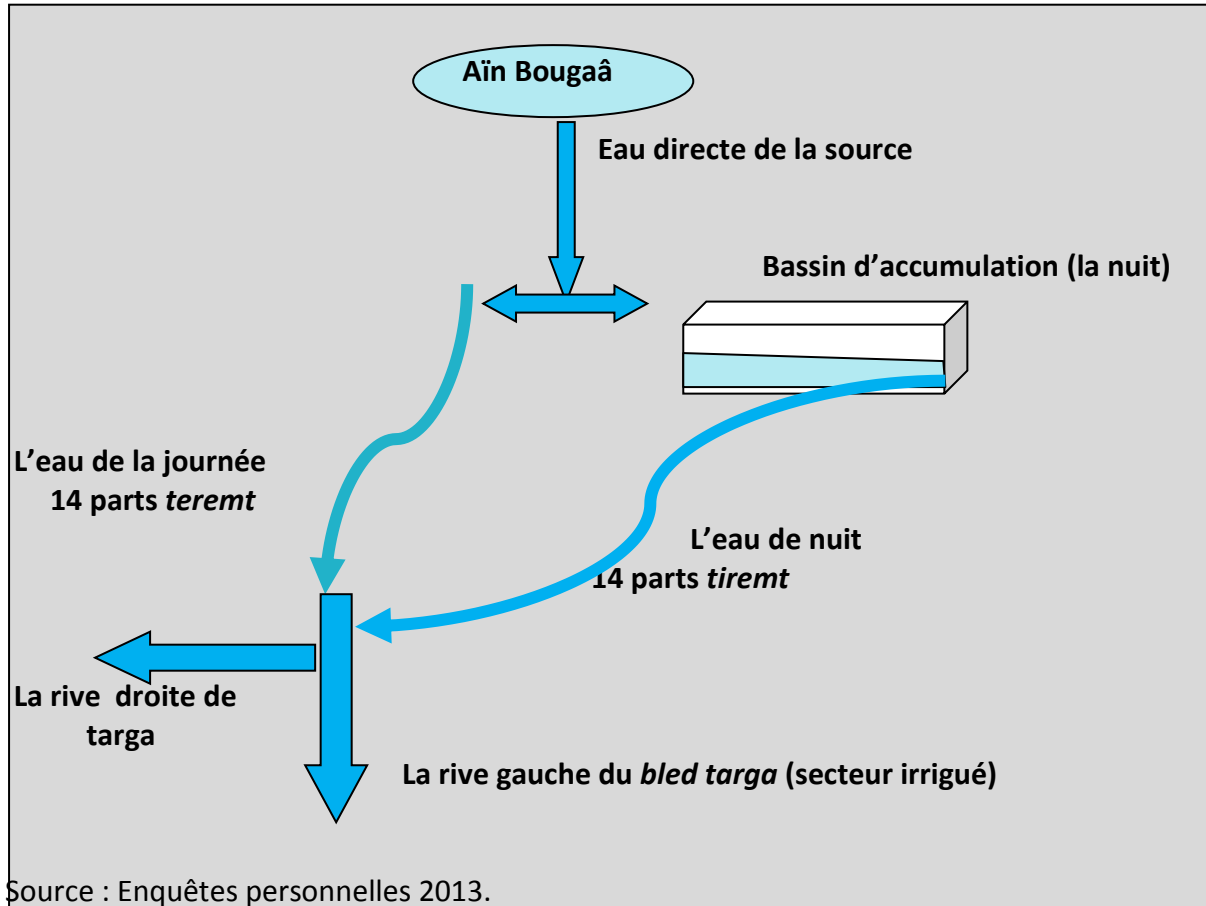 Aïn Bougaâ
Eau directe de la source
Bassin d’accumulation (la nuit)
L’eau de la journée
14 parts teremt
L’eau de nuit
14 parts tiremt
La rive droite de
targa
La rive gauche du bled targa (secteur irrigué)
Source : Enquêtes personnelles 2013.